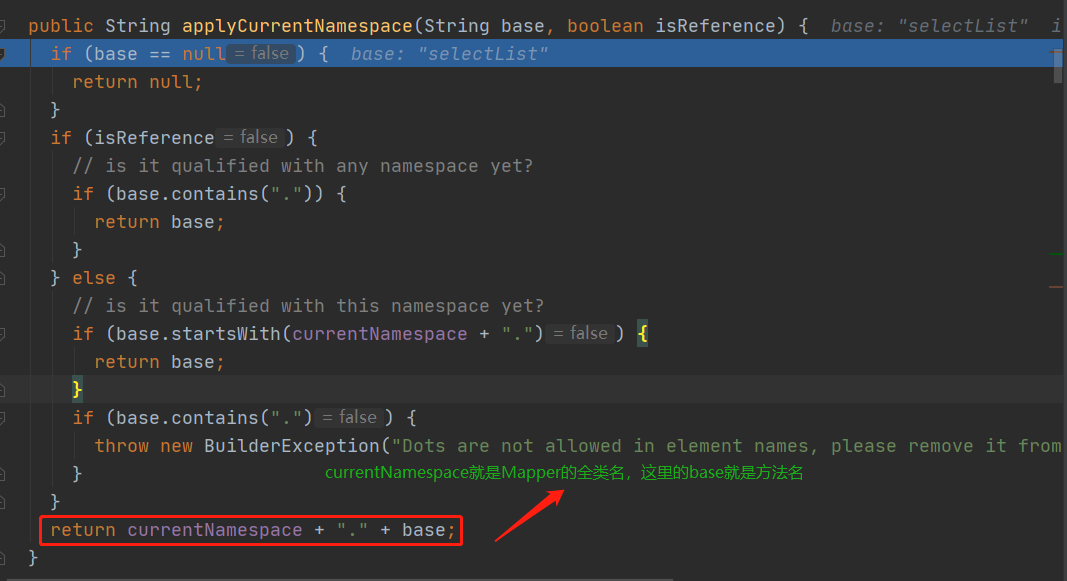 public String applyCurrentNamespace(String base, boolean isReference) { base: "selectList" i
if (base == null = false ) { base: "selectList"
return null;
}
if (isReference = false ) {
// is it qualified with any namespace yet?
if (base.contains(".")) {
return base;
}
} else {
// is it qualified with this namespace yet?
if (base.startsWith(currentNamespace + ".") = false ) {
return base;
}
if (base.contains(".") = false ) {
throw new BuilderException("Dots are not allowed in element names, please remove it from
}
currentNamespace就是Mapper的全类名，这里的base就是方法名
}
return currentNamespace + "." + base;
}